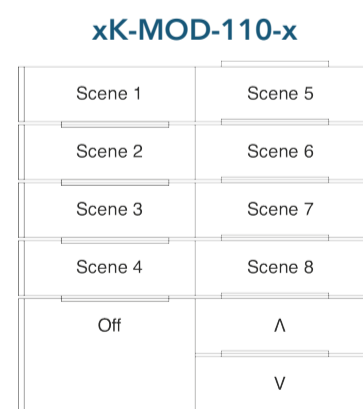 xK-MOD-110-x
Scene 1 Scene 5
Scene 2 Scene 6
Scene 3 Scene 7
Scene 4 Scene 8
Off Λ
V